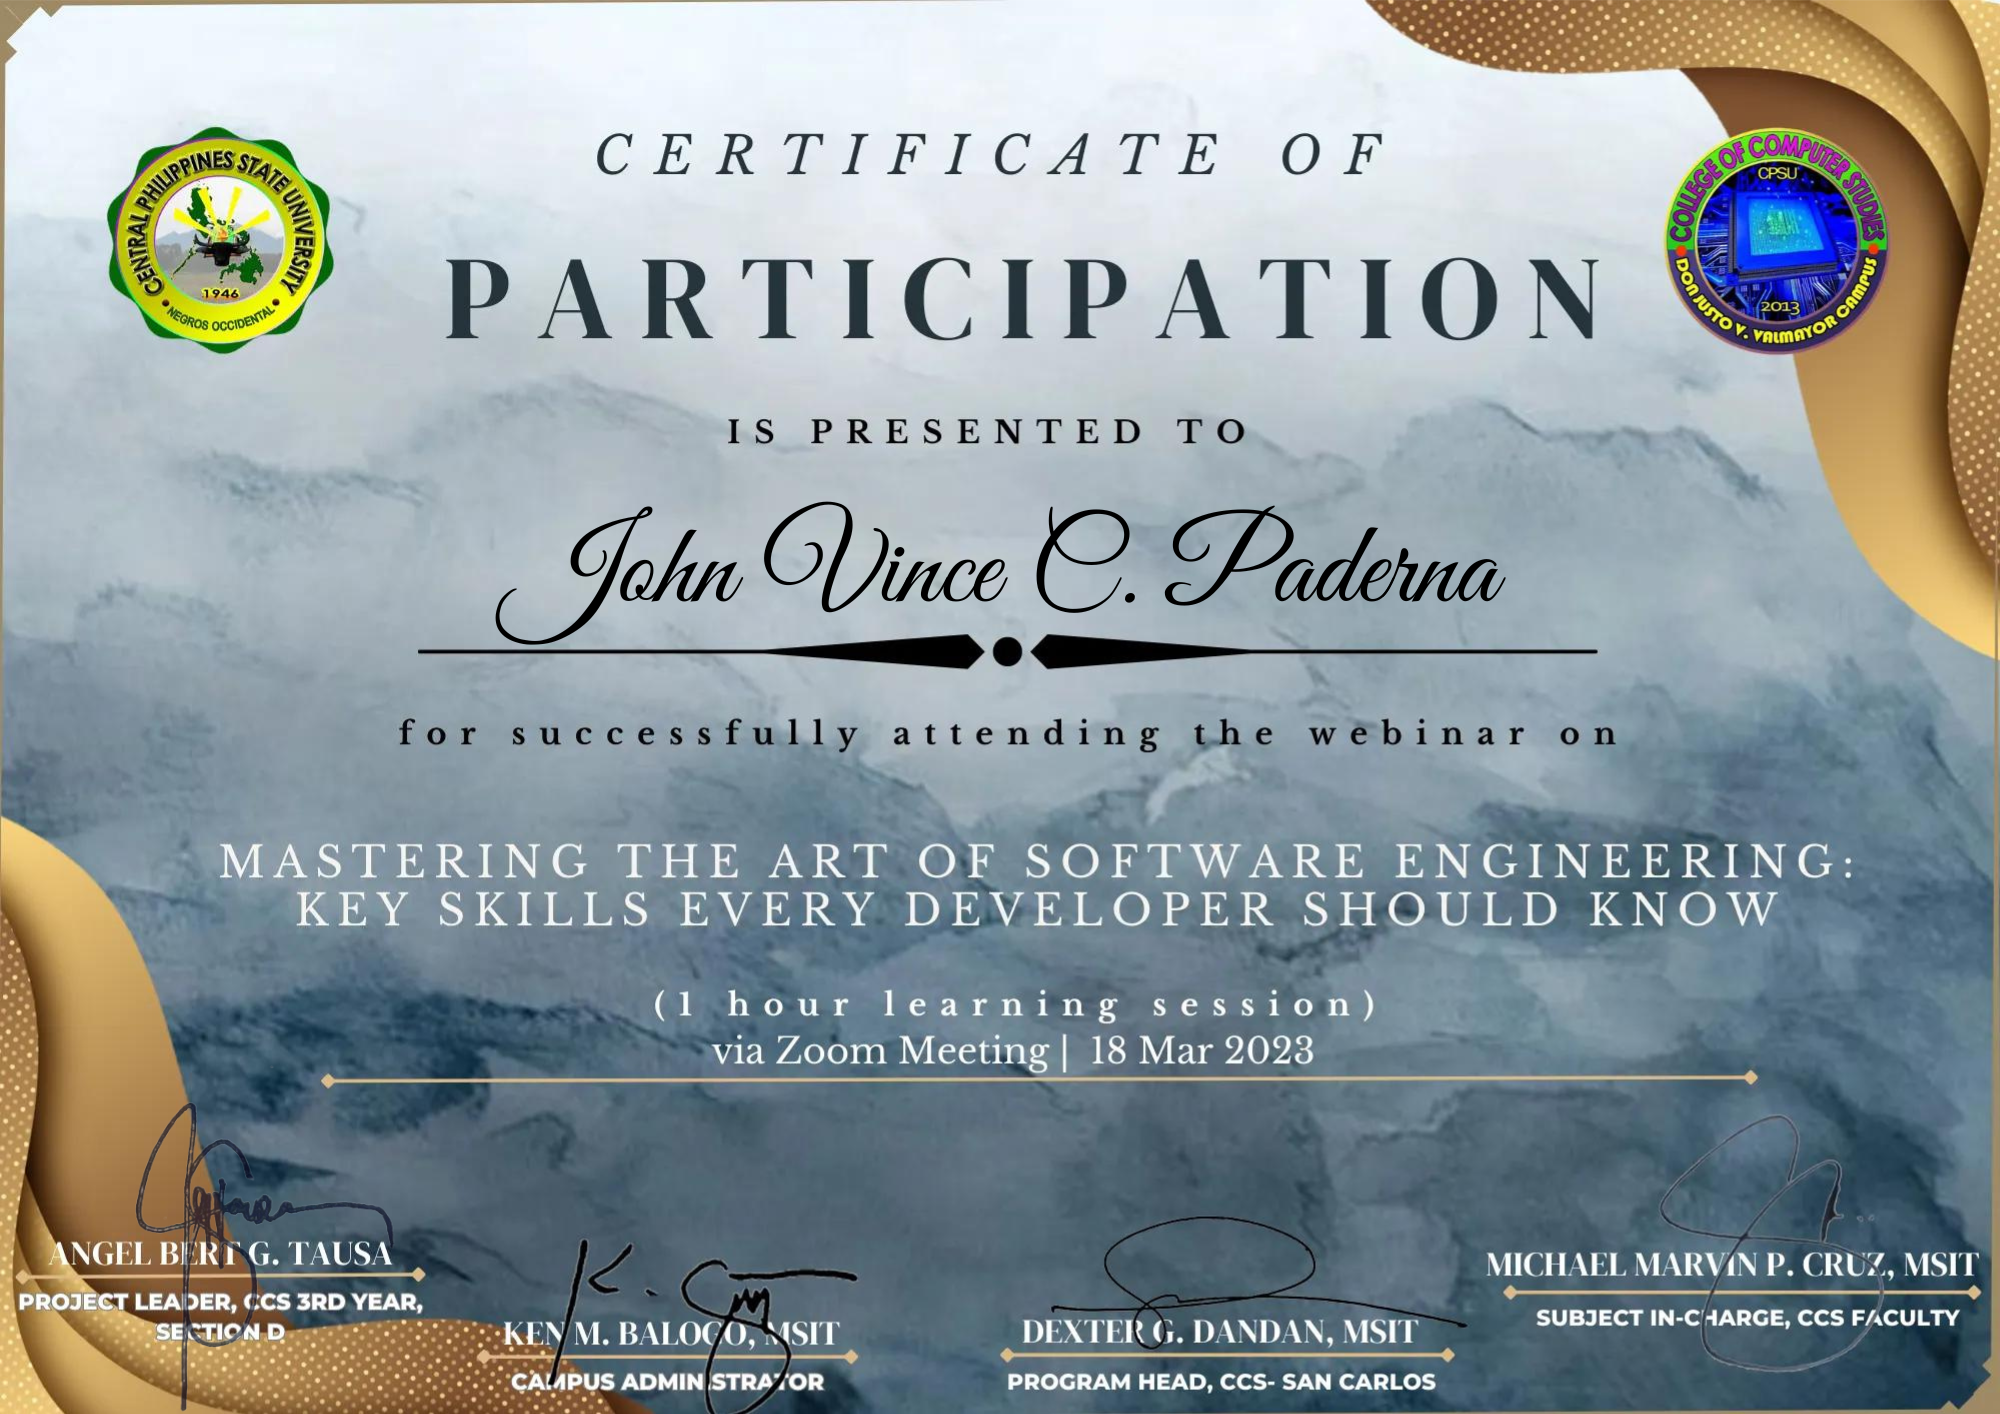 CERTIFICATE OF
PARTICIPATION
CENTRAL PHILIPPINES STATE UNIVERSITY
1946
NEGROS OCCIDENTAL
COLLEGE OF COMPUTER STUDIES
CPSU
2013
DON JUSTO V. VALMAYOR CAMPUS
IS PRESENTED TO
John Vince C. Paderna
for successfully attending the webinar on
MASTERING THE ART OF SOFTWARE ENGINEERING:
KEY SKILLS EVERY DEVELOPER SHOULD KNOW
(1 hour learning session)
via Zoom Meeting | 18 Mar 2023
ANGEL BERT G. TAUSA
PROJECT LEADER, CCS 3RD YEAR,
SECTION D
KEN M. BALOGO, MSIT
CAMPUS ADMINISTRATOR
DEXTER G. DANDAN, MSIT
PROGRAM HEAD, CCS- SAN CARLOS
MICHAEL MARVIN P. CRUZ, MSIT
SUBJECT IN-CHARGE, CCS FACULTY